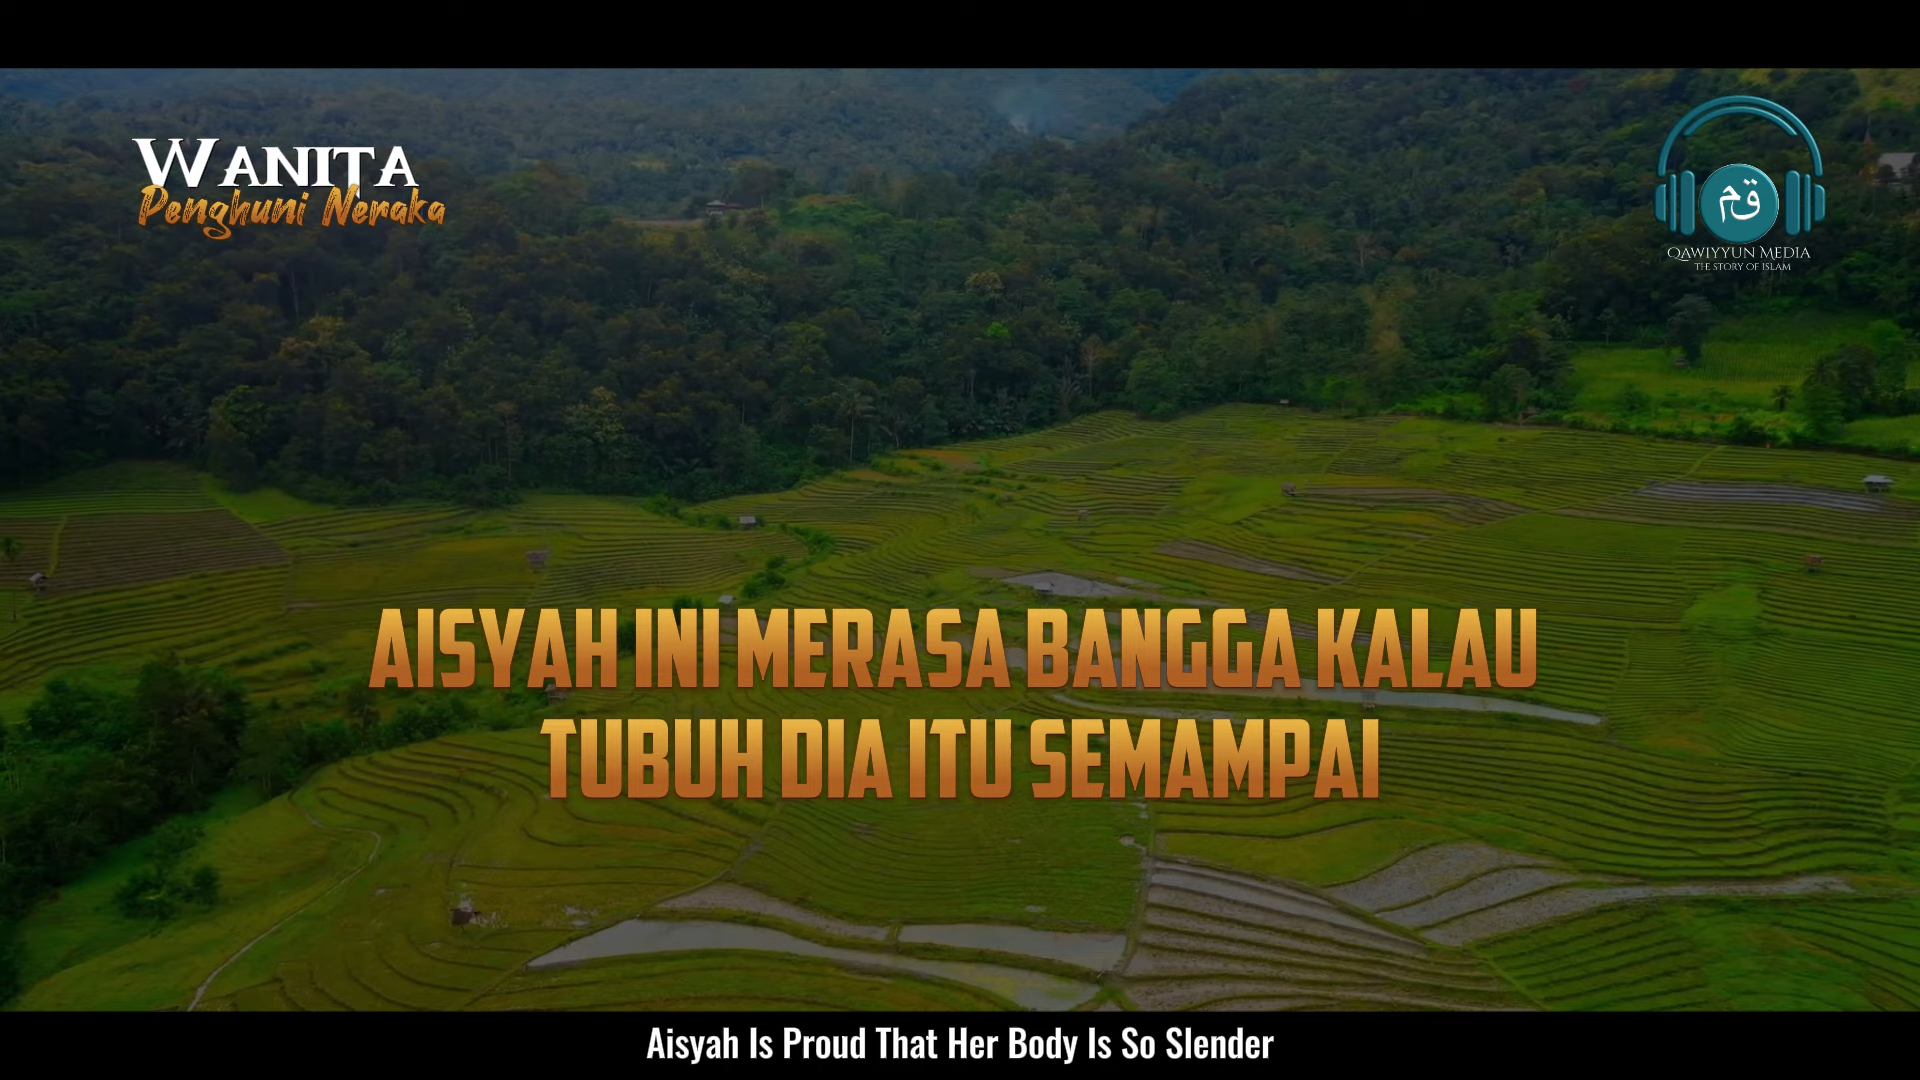 WANITA
Penghuni Neraka
قم
QAWIYYUN MEDIA
THE STORY OF ISLAM
AISYAH INI MERASA BANGGA KALAU
TUBUH DIA ITU SEMAMPAI
Aisyah Is Proud That Her Body Is So Slender